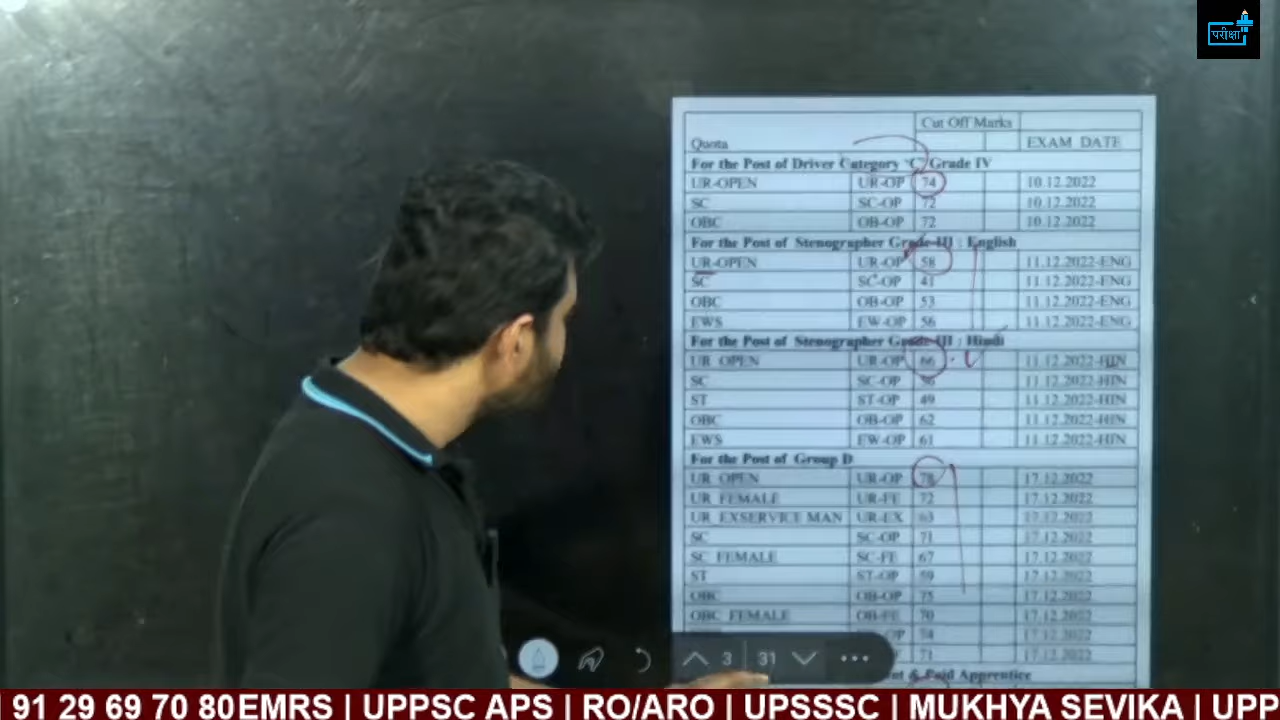 परीक्षा
Cut Off Marks
Quota EXAM DATE
For the Post of Driver Category 'C' Grade IV
UR-OPEN UR-OP 74 10.12.2022
SC SC-OP 72 10.12.2022
OBC OB-OP 72 10.12.2022
For the Post of Stenographer Grade-III : English
UR-OPEN UR-OP 58 11.12.2022-ENG
SC SC-OP 41 11.12.2022-ENG
OBC OB-OP 53 11.12.2022-ENG
EWS EW-OP 56 11.12.2022-ENG
For the Post of Stenographer Grade-III : Hindi
UR OPEN UR-OP 66 11.12.2022-HIN
SC SC-OP 11.12.2022-HIN
ST ST-OP 49 11.12.2022-HIN
OBC OB-OP 62 11.12.2022-HIN
EWS EW-OP 61 11.12.2022-HIN
For the Post of Group D
UR OPEN UR-OP 78 17.12.2022
UR FEMALE UR-FE 72 17.12.2022
UR EXSERVICE MAN UR-EX 63 17.12.2022
SC SC-OP 71 17.12.2022
SC FEMALE SC-FE 67 17.12.2022
ST ST-OP 59 17.12.2022
OBC OB-OP 75 17.12.2022
OBC FEMALE OB-FE 70 17.12.2022
OP 74 17.12.2022
71 17.12.2022
& Paid Apprentice
3 31
91 29 69 70 80 EMRS | UPPSC APS | RO/ARO | UPSSSC | MUKHYA SEVIKA | UPP